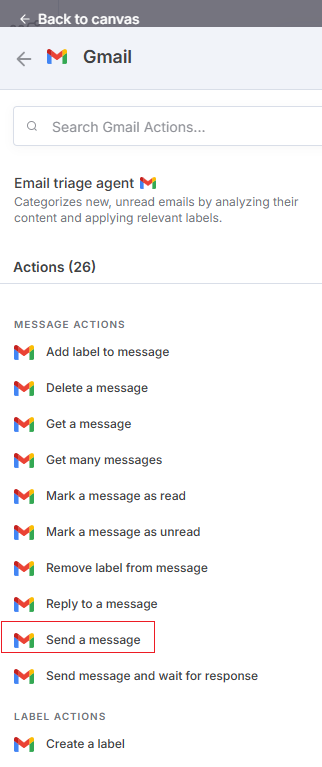 Back to canvas
Gmail
Search Gmail Actions...
Email triage agent
Categorizes new, unread emails by analyzing their
content and applying relevant labels.
Actions (26)
MESSAGE ACTIONS
Add label to message
Delete a message
Get a message
Get many messages
Mark a message as read
Mark a message as unread
Remove label from message
Reply to a message
Send a message
Send message and wait for response
LABEL ACTIONS
Create a label